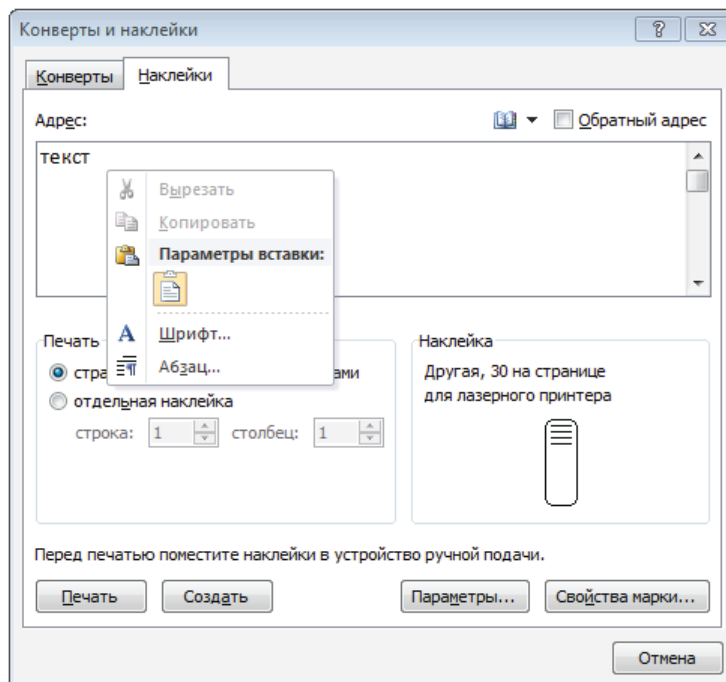 Конверты и наклейки
Конверты
Наклейки
Адрес:
Обратный адрес
текст
Вырезать
Копировать
Параметры вставки:
Шрифт...
Абзац...
Печать
отдельная наклейка
строка: 1 столбец: 1
Наклейка
Другая, 30 на странице
для лазерного принтера
Перед печатью поместите наклейки в устройство ручной подачи.
Печать
Создать
Параметры...
Свойства марки...
Отмена